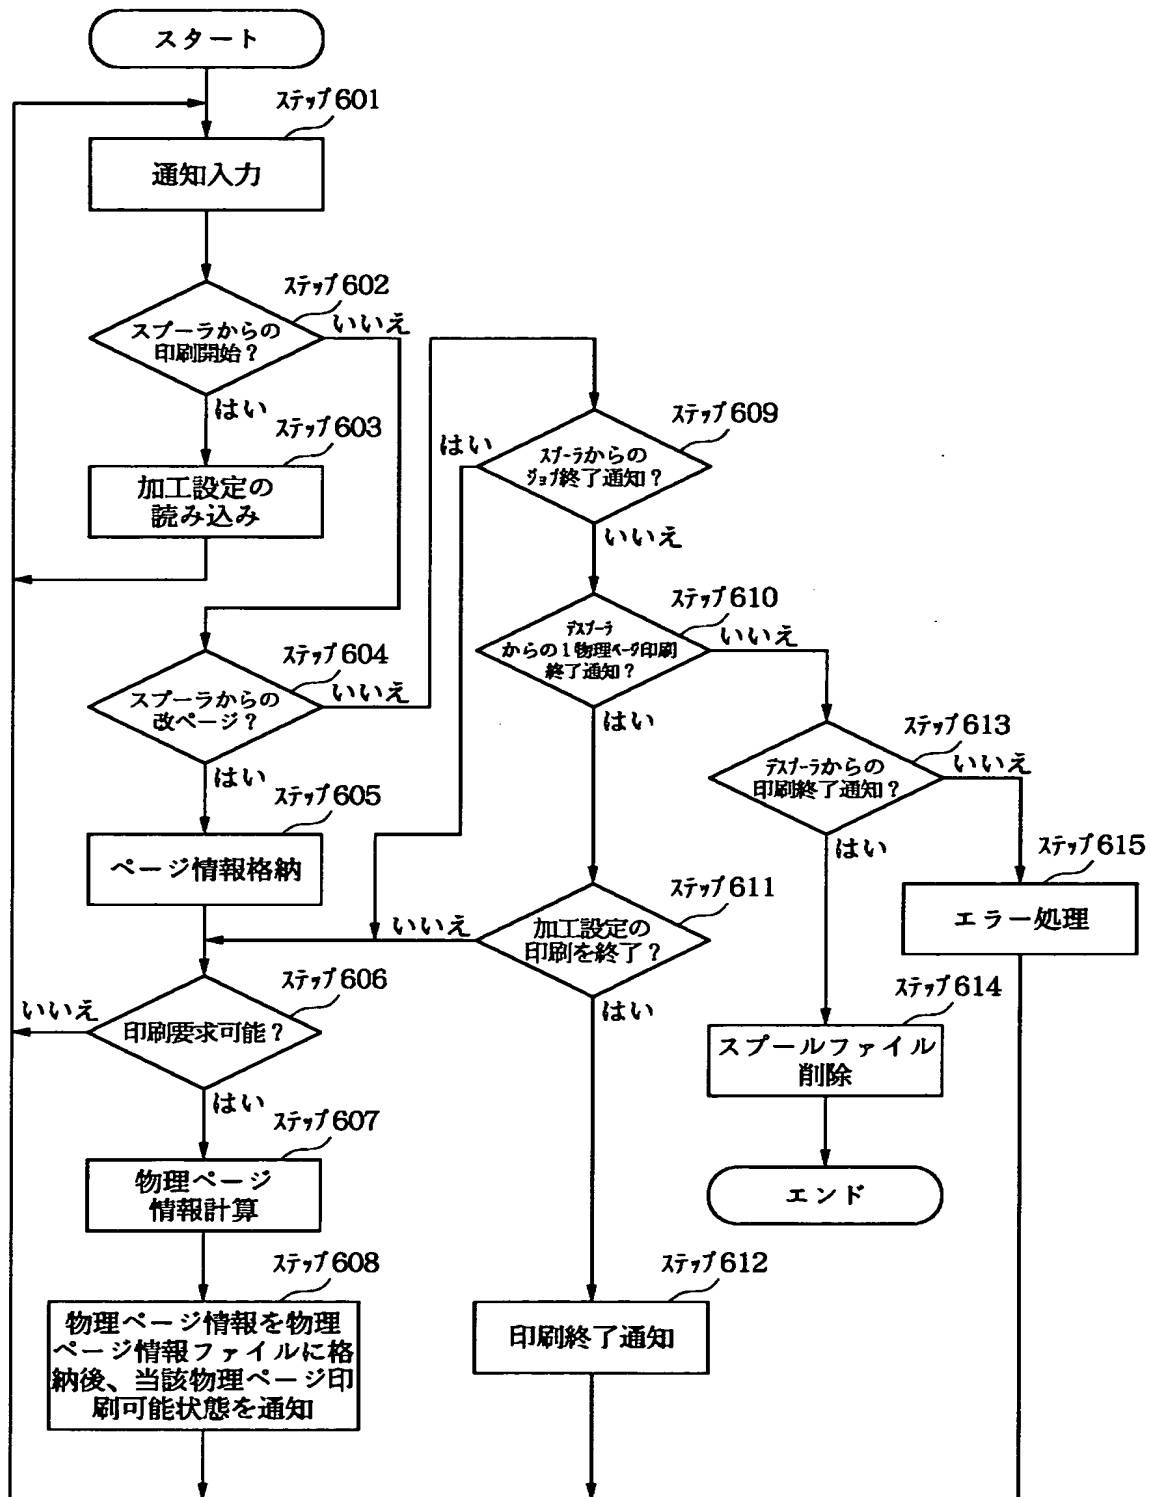 スタート
ステップ601
通知入力
ステップ602
スプーラからの
印刷開始？
いいえ
はい
ステップ603
加工設定の
読み込み
ステップ604
スプーラからの
改ページ？
いいえ
はい
ステップ605
ページ情報格納
ステップ606
印刷要求可能？
いいえ
はい
ステップ607
物理ページ
情報計算
ステップ608
物理ページ情報を物理
ページ情報ファイルに格
納後、当該物理ページ印
刷可能状態を通知
ステップ609
スプーラからの
ジョブ終了通知？
はい
いいえ
ステップ610
デスプーラ
からの１物理ページ印刷
終了通知？
いいえ
はい
ステップ611
加工設定の
印刷を終了？
いいえ
はい
ステップ612
印刷終了通知
ステップ613
デスプーラからの
印刷終了通知？
いいえ
はい
ステップ614
スプールファイル
削除
エンド
ステップ615
エラー処理